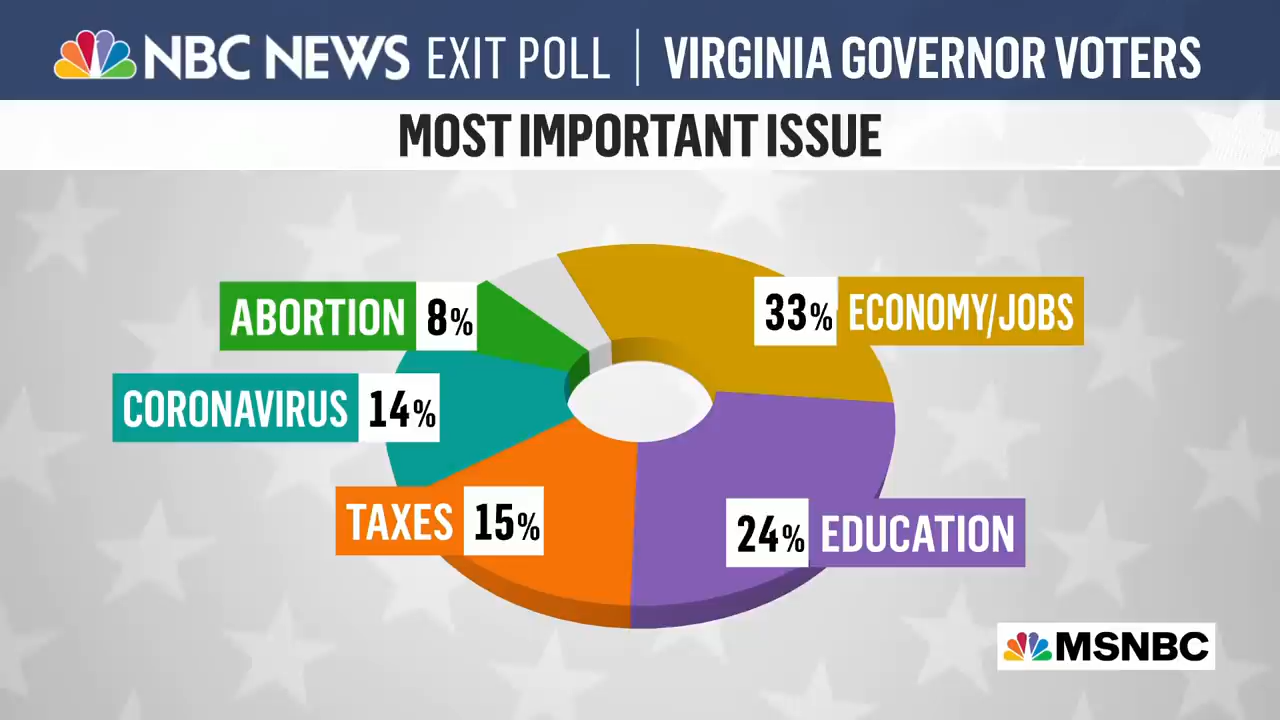 NBC NEWS EXIT POLL | VIRGINIA GOVERNOR VOTERS
MOST IMPORTANT ISSUE
ABORTION 8%
33% ECONOMY/JOBS
CORONAVIRUS 14%
TAXES 15%
24% EDUCATION
MSNBC